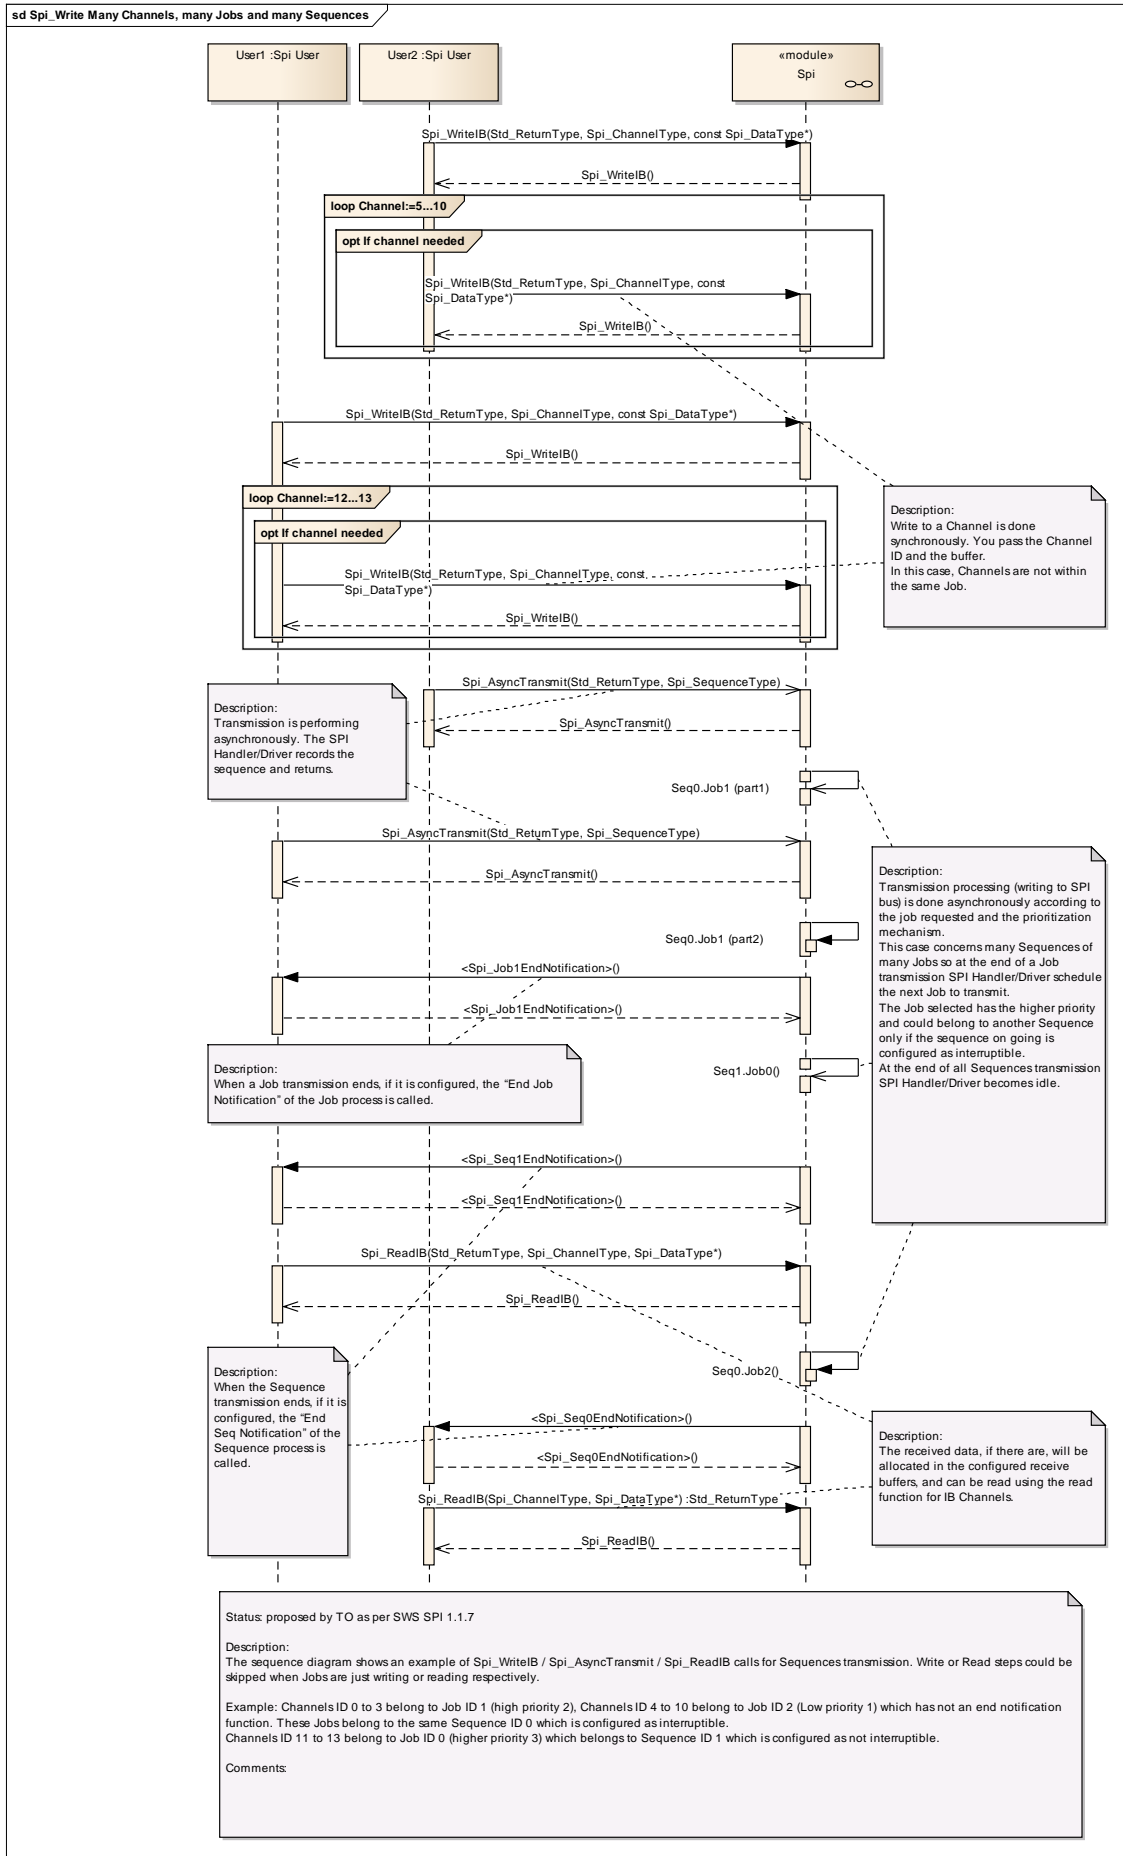 sd Spi_Write Many Channels, many Jobs and many Sequences
User1 :Spi User
User2 :Spi User
«module»
Spi
Spi_WriteIB(Std_ReturnType, Spi_ChannelType, const Spi_DataType*)
Spi_WriteIB()
loop Channel:=5...10
opt If channel needed
Spi_WriteIB(Std_ReturnType, Spi_ChannelType, const
Spi_DataType*)
Spi_WriteIB()
Spi_WriteIB(Std_ReturnType, Spi_ChannelType, const Spi_DataType*)
Spi_WriteIB()
loop Channel:=12...13
opt If channel needed
Spi_WriteIB(Std_ReturnType, Spi_ChannelType, const
Spi_DataType*)
Spi_WriteIB()
Description:
Write to a Channel is done
synchronously. You pass the Channel
ID and the buffer.
In this case, Channels are not within
the same Job.
Spi_AsyncTransmit(Std_ReturnType, Spi_SequenceType)
Spi_AsyncTransmit()
Description:
Transmission is performing
asynchronously. The SPI
Handler/Driver records the
sequence and returns.
Seq0.Job1 (part1)
Spi_AsyncTransmit(Std_ReturnType, Spi_SequenceType)
Spi_AsyncTransmit()
Description:
Transmission processing (writing to SPI
bus) is done asynchronously according to
the job requested and the prioritization
mechanism.
This case concerns many Sequences of
many Jobs so at the end of a Job
transmission SPI Handler/Driver schedule
the next Job to transmit.
The Job selected has the higher priority
and could belong to another Sequence
only if the sequence on going is
configured as interruptible.
At the end of all Sequences transmission
SPI Handler/Driver becomes idle.
Seq0.Job1 (part2)
<Spi_Job1EndNotification>()
<Spi_Job1EndNotification>()
Description:
When a Job transmission ends, if it is configured, the “End Job
Notification” of the Job process is called.
Seq1.Job0()
<Spi_Seq1EndNotification>()
<Spi_Seq1EndNotification>()
Spi_ReadIB(Std_ReturnType, Spi_ChannelType, Spi_DataType*)
Spi_ReadIB()
Description:
When the Sequence
transmission ends, if it is
configured, the “End
Seq Notification” of the
Sequence process is
called.
Seq0.Job2()
<Spi_Seq0EndNotification>()
<Spi_Seq0EndNotification>()
Description:
The received data, if there are, will be
allocated in the configured receive
buffers, and can be read using the read
function for IB Channels.
Spi_ReadIB(Spi_ChannelType, Spi_DataType*) :Std_ReturnType
Spi_ReadIB()
Status: proposed by TO as per SWS SPI 1.1.7
Description:
The sequence diagram shows an example of Spi_WriteIB / Spi_AsyncTransmit / Spi_ReadIB calls for Sequences transmission. Write or Read steps could be
skipped when Jobs are just writing or reading respectively.
Example: Channels ID 0 to 3 belong to Job ID 1 (high priority 2), Channels ID 4 to 10 belong to Job ID 2 (Low priority 1) which has not an end notification
function. These Jobs belong to the same Sequence ID 0 which is configured as interruptible.
Channels ID 11 to 13 belong to Job ID 0 (higher priority 3) which belongs to Sequence ID 1 which is configured as not interruptible.
Comments: